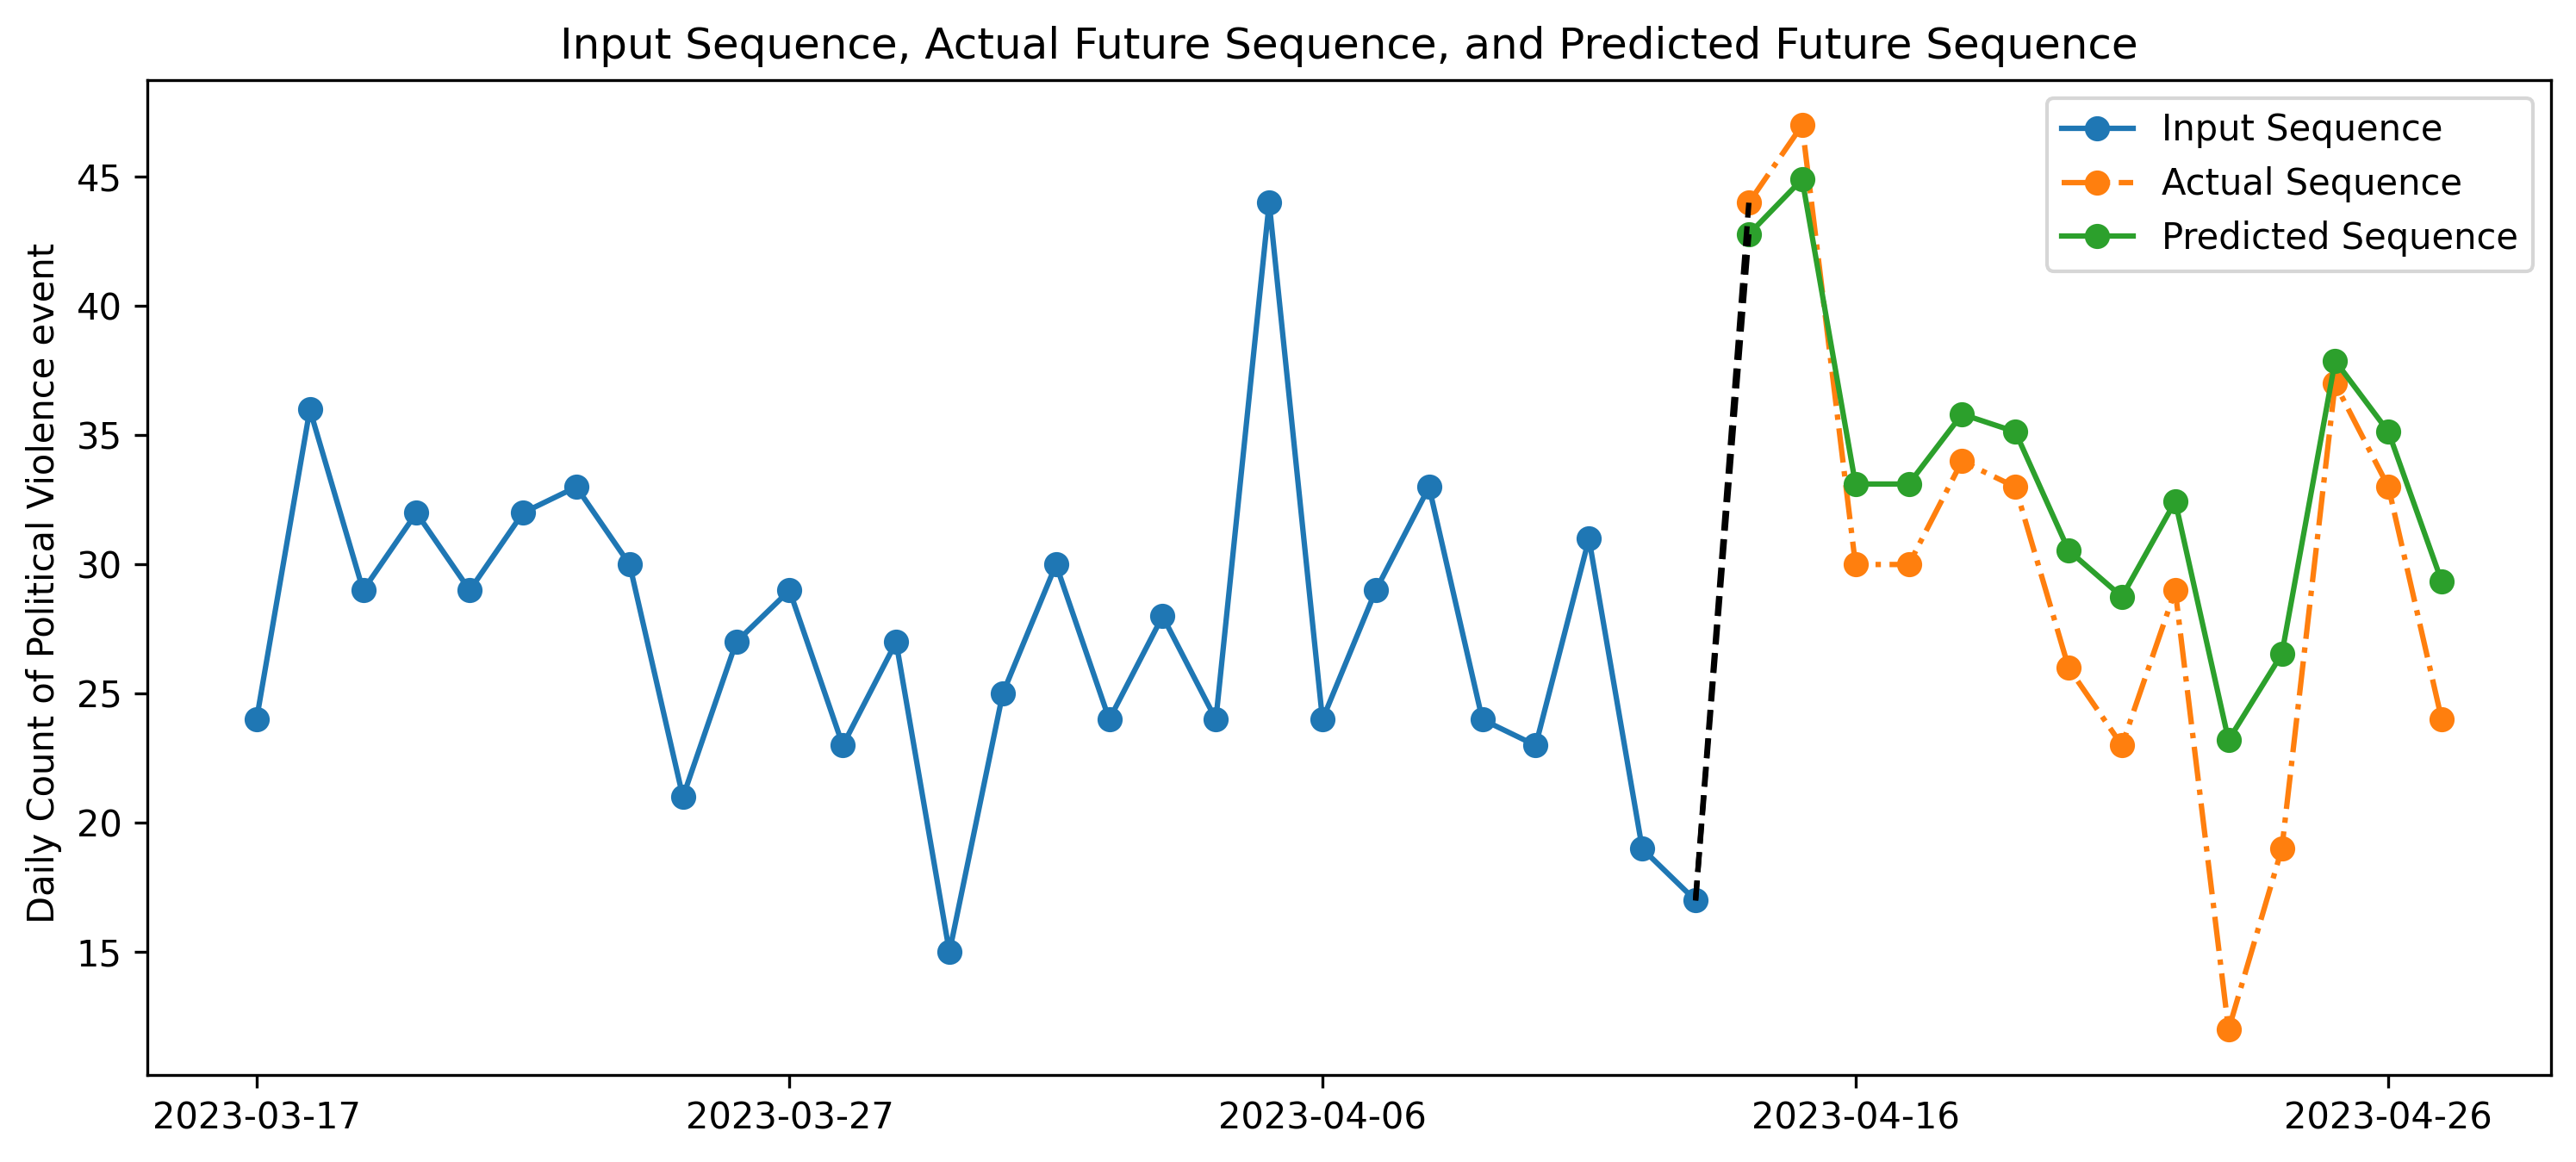 Input Sequence, Actual Future Sequence, and Predicted Future Sequence
Daily Count of Political Violence event
45
40
35
30
25
20
15
2023-03-17
2023-03-27
2023-04-06
2023-04-16
2023-04-26
Input Sequence
Actual Sequence
Predicted Sequence